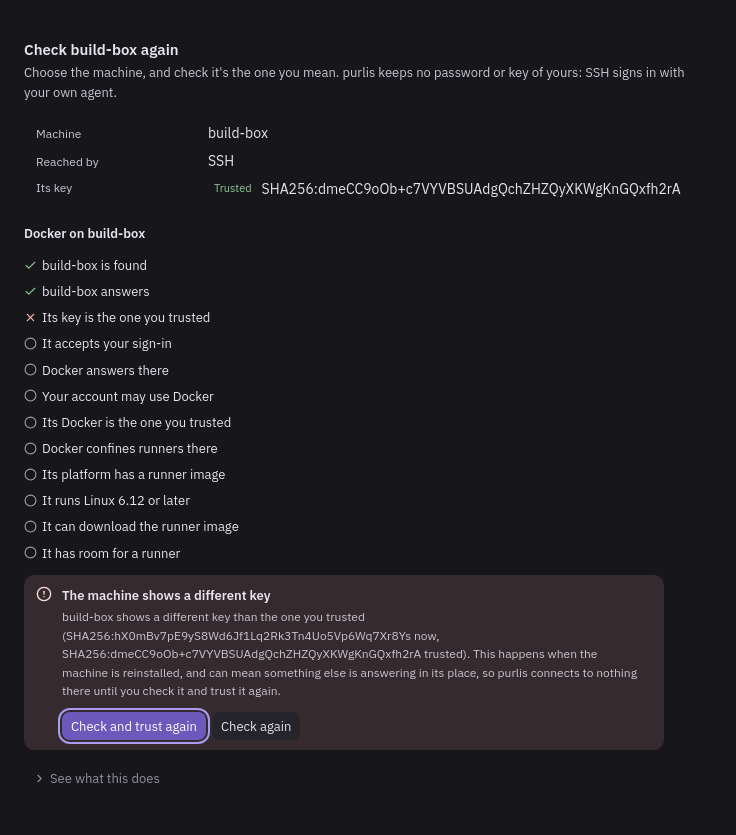 Check build-box again
Choose the machine, and check it's the one you mean. purlis keeps no password or key of yours: SSH signs in with
your own agent.
Machine build-box
Reached by SSH
Its key Trusted SHA256:dmeCC9oOb+c7VYVBSUAdgQchZHZQyXKWgKnGQxfh2rA
Docker on build-box
build-box is found
build-box answers
Its key is the one you trusted
It accepts your sign-in
Docker answers there
Your account may use Docker
Its Docker is the one you trusted
Docker confines runners there
Its platform has a runner image
It runs Linux 6.12 or later
It can download the runner image
It has room for a runner
The machine shows a different key
build-box shows a different key than the one you trusted
(SHA256:hX0mBv7pE9yS8Wd6Jf1Lq2Rk3Tn4Uo5Vp6Wq7Xr8Ys now,
SHA256:dmeCC9oOb+c7VYVBSUAdgQchZHZQyXKWgKnGQxfh2rA trusted). This happens when the
machine is reinstalled, and can mean something else is answering in its place, so purlis connects to nothing
there until you check it and trust it again.
Check and trust again Check again
See what this does